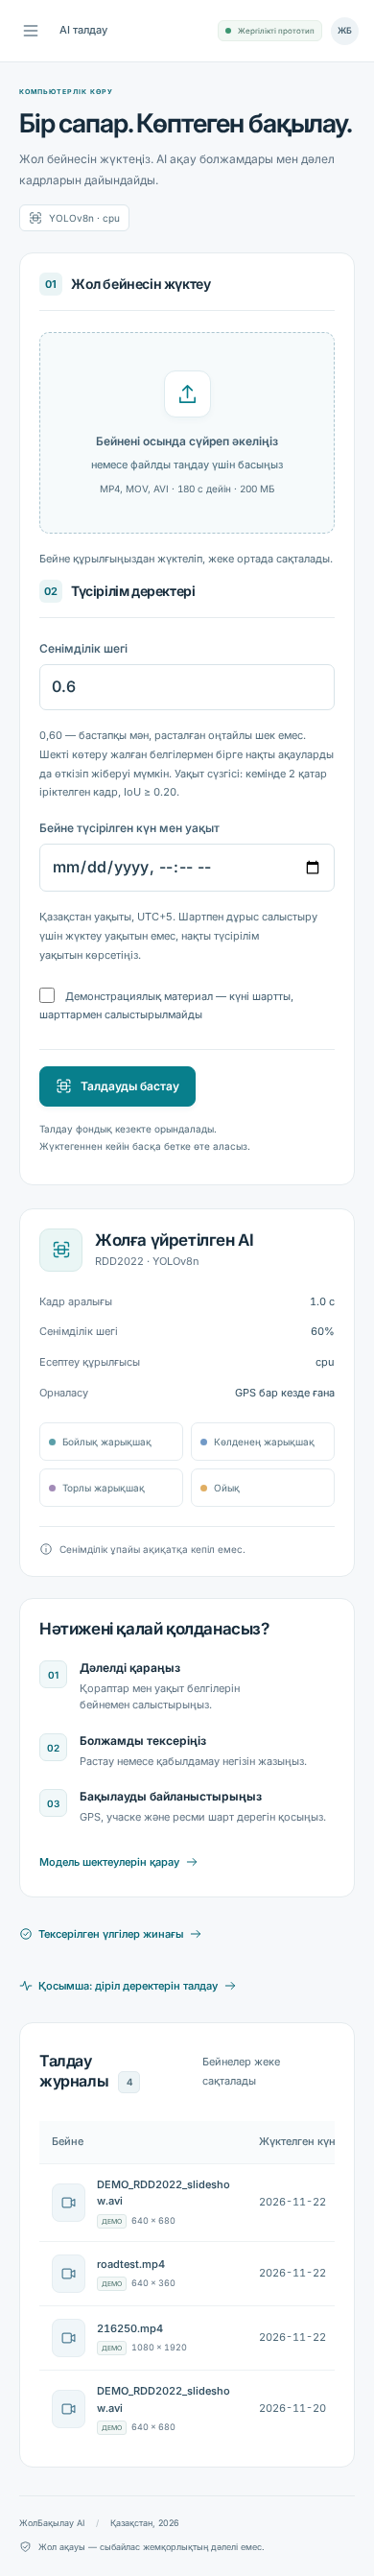 AI талдау
Жергілікті прототип
ЖБ
КОМПЬЮТЕРЛІК КӨРУ
Бір сапар. Көптеген бақылау.
Жол бейнесін жүктеңіз. AI ақау болжамдары мен дәлел
кадрларын дайындайды.
YOLOv8n · cpu
01 Жол бейнесін жүктеу
Бейнені осында сүйреп әкеліңіз
немесе файлды таңдау үшін басыңыз
MP4, MOV, AVI · 180 с дейін · 200 МБ
Бейне құрылғыңыздан жүктеліп, жеке ортада сақталады.
02 Түсірілім деректері
Сенімділік шегі
0.6
0,60 — бастапқы мән, расталған оңтайлы шек емес.
Шекті көтеру жалған белгілермен бірге нақты ақауларды
да өткізіп жіберуі мүмкін. Уақыт сүзгісі: кемінде 2 қатар
іріктелген кадр, IoU ≥ 0.20.
Бейне түсірілген күн мен уақыт
mm/dd/yyyy, --:-- --
Қазақстан уақыты, UTC+5. Шартпен дұрыс салыстыру
үшін жүктеу уақытын емес, нақты түсірілім
уақытын көрсетіңіз.
Демонстрациялық материал — күні шартты,
шарттармен салыстырылмайды
Талдауды бастау
Талдау фондық кезекте орындалады.
Жүктегеннен кейін басқа бетке өте аласыз.
Жолға үйретілген AI
RDD2022 · YOLOv8n
Кадр аралығы 1.0 с
Сенімділік шегі 60%
Есептеу құрылғысы cpu
Орналасу GPS бар кезде ғана
Бойлық жарықшақ Көлденең жарықшақ
Торлы жарықшақ Ойық
Сенімділік ұпайы ақиқатқа кепіл емес.
Нәтижені қалай қолданасыз?
01 Дәлелді қараңыз
Қораптар мен уақыт белгілерін
бейнемен салыстырыңыз.
02 Болжамды тексеріңіз
Растау немесе қабылдамау негізін жазыңыз.
03 Бақылауды байланыстырыңыз
GPS, учаске және ресми шарт дерегін қосыңыз.
Модель шектеулерін қарау →
Тексерілген үлгілер жинағы →
Қосымша: діріл деректерін талдау →
Талдау
журналы 4
Бейнелер жеке
сақталады
Бейне Жүктелген күн
DEMO_RDD2022_slidesho
w.avi
ДЕМО 640 × 680
2026-11-22
roadtest.mp4
ДЕМО 640 × 360
2026-11-22
216250.mp4
ДЕМО 1080 × 1920
2026-11-22
DEMO_RDD2022_slidesho
w.avi
ДЕМО 640 × 680
2026-11-20
ЖолБақылау AI / Қазақстан, 2026
Жол ақауы — сыбайлас жемқорлықтың дәлелі емес.